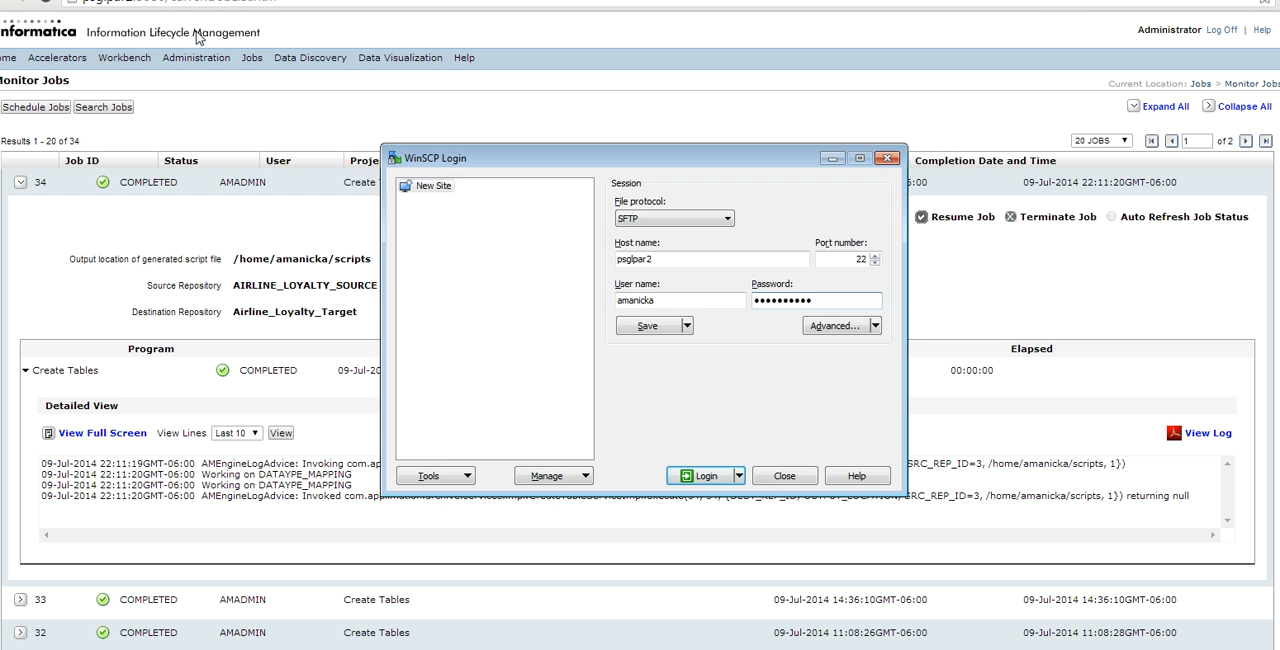 nformatica Information Lifecycle Management
Administrator Log Off | Help
ome Accelerators Workbench Administration Jobs Data Discovery Data Visualization Help
Monitor Jobs
Current Location: Jobs > Monitor Jobs
Schedule Jobs Search Jobs
Expand All Collapse All
Results 1 - 20 of 34
20 JOBS 1 of 2
Job ID Status User Proje Completion Date and Time
34 COMPLETED AMADMIN Create 5:00 09-Jul-2014 22:11:20GMT-06:00
Resume Job Terminate Job Auto Refresh Job Status
Output location of generated script file /home/amanicka/scripts
Source Repository AIRLINE_LOYALTY_SOURCE
Destination Repository Airline_Loyalty_Target
Program Elapsed
Create Tables COMPLETED 09-Jul-20 00:00:00
Detailed View
View Full Screen View Lines Last 10 View
View Log
09-Jul-2014 22:11:19GMT-06:00 AMEngineLogAdvice: Invoking com.ap SRC_REP_ID=3, /home/amanicka/scripts, 1})
09-Jul-2014 22:11:20GMT-06:00 Working on DATAYPE_MAPPING
09-Jul-2014 22:11:20GMT-06:00 Working on DATAYPE_MAPPING
09-Jul-2014 22:11:20GMT-06:00 AMEngineLogAdvice: Invoked SRC_REP_ID=3, /home/amanicka/scripts, 1}) returning null
33 COMPLETED AMADMIN Create Tables 09-Jul-2014 14:36:10GMT-06:00 09-Jul-2014 14:36:10GMT-06:00
32 COMPLETED AMADMIN Create Tables 09-Jul-2014 11:08:26GMT-06:00 09-Jul-2014 11:08:28GMT-06:00
WinSCP Login
New Site
Session
File protocol:
SFTP
Host name: Port number:
psglpar2 22
User name: Password:
amanicka ••••••••••
Save Advanced...
Tools Manage Login Close Help